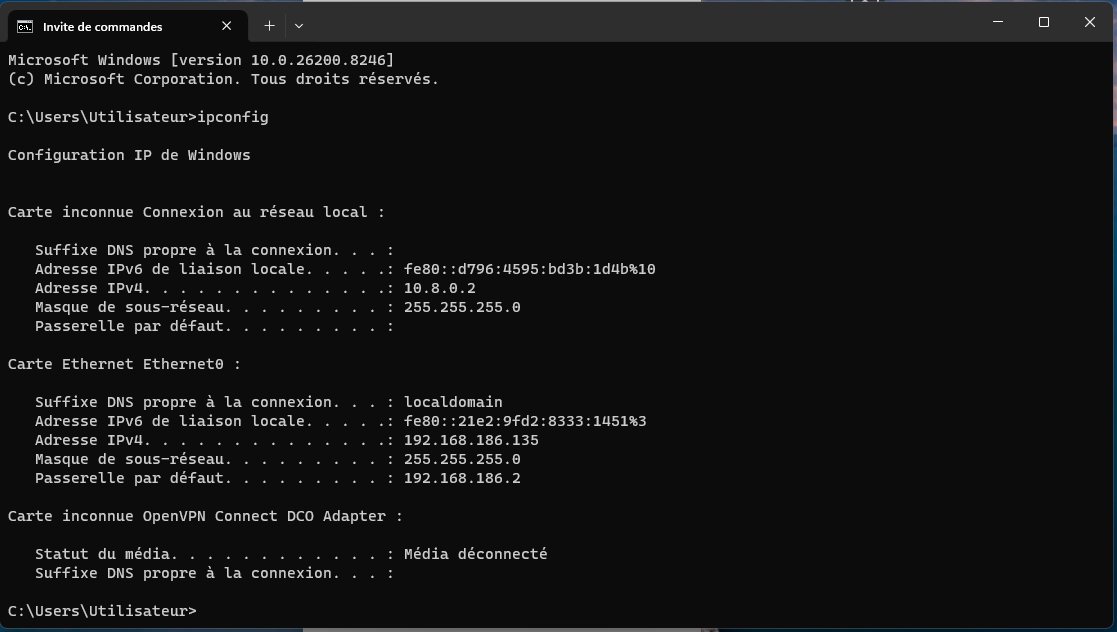 Invite de commandes
Microsoft Windows [version 10.0.26200.8246]
(c) Microsoft Corporation. Tous droits réservés.
C:\Users\Utilisateur>ipconfig
Configuration IP de Windows
Carte inconnue Connexion au réseau local :
Suffixe DNS propre à la connexion. . . :
Adresse IPv6 de liaison locale. . . . .: fe80::d796:4595:bd3b:1d4b%10
Adresse IPv4. . . . . . . . . . . . . .: 10.8.0.2
Masque de sous-réseau. . . . . . . . . : 255.255.255.0
Passerelle par défaut. . . . . . . . . :
Carte Ethernet Ethernet0 :
Suffixe DNS propre à la connexion. . . : localdomain
Adresse IPv6 de liaison locale. . . . .: fe80::21e2:9fd2:8333:1451%3
Adresse IPv4. . . . . . . . . . . . . .: 192.168.186.135
Masque de sous-réseau. . . . . . . . . : 255.255.255.0
Passerelle par défaut. . . . . . . . . : 192.168.186.2
Carte inconnue OpenVPN Connect DCO Adapter :
Statut du média. . . . . . . . . . . . : Média déconnecté
Suffixe DNS propre à la connexion. . . :
C:\Users\Utilisateur>